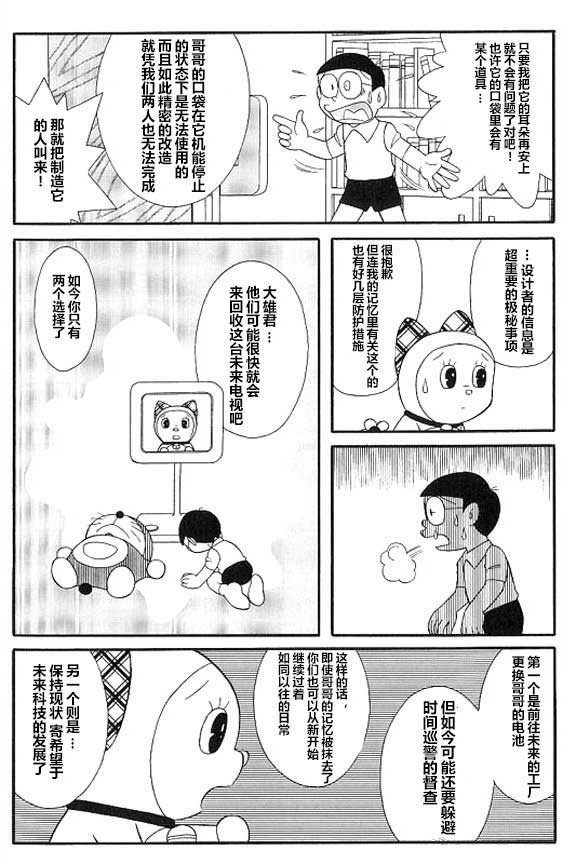 只要我把它的耳朵再安上
就不会有问题了对吧！
也许它的口袋里会有
某个道具…
哥哥的口袋在它机能停止
的状态下是无法使用的
而且如此精密的改造
就凭我们两人也无法完成
那就把制造它
的人叫来！
…设计者的信息是
超重要的极秘事项
很抱歉
但连我的记忆里有关这个的
也有好几层防护措施
大雄君…
他们可能很快就会
来回收这台未来电视吧
如今你只有
两个选择了
第一个是前往未来的工厂
更换哥哥的电池
但如今可能还要躲避
时间巡警的督查
这样的话，
即使哥哥的记忆被抹去了
你们也可以从新开始
继续过着
如同以往的日常
另一个则是…
保持现状 寄希望于
未来科技的发展了